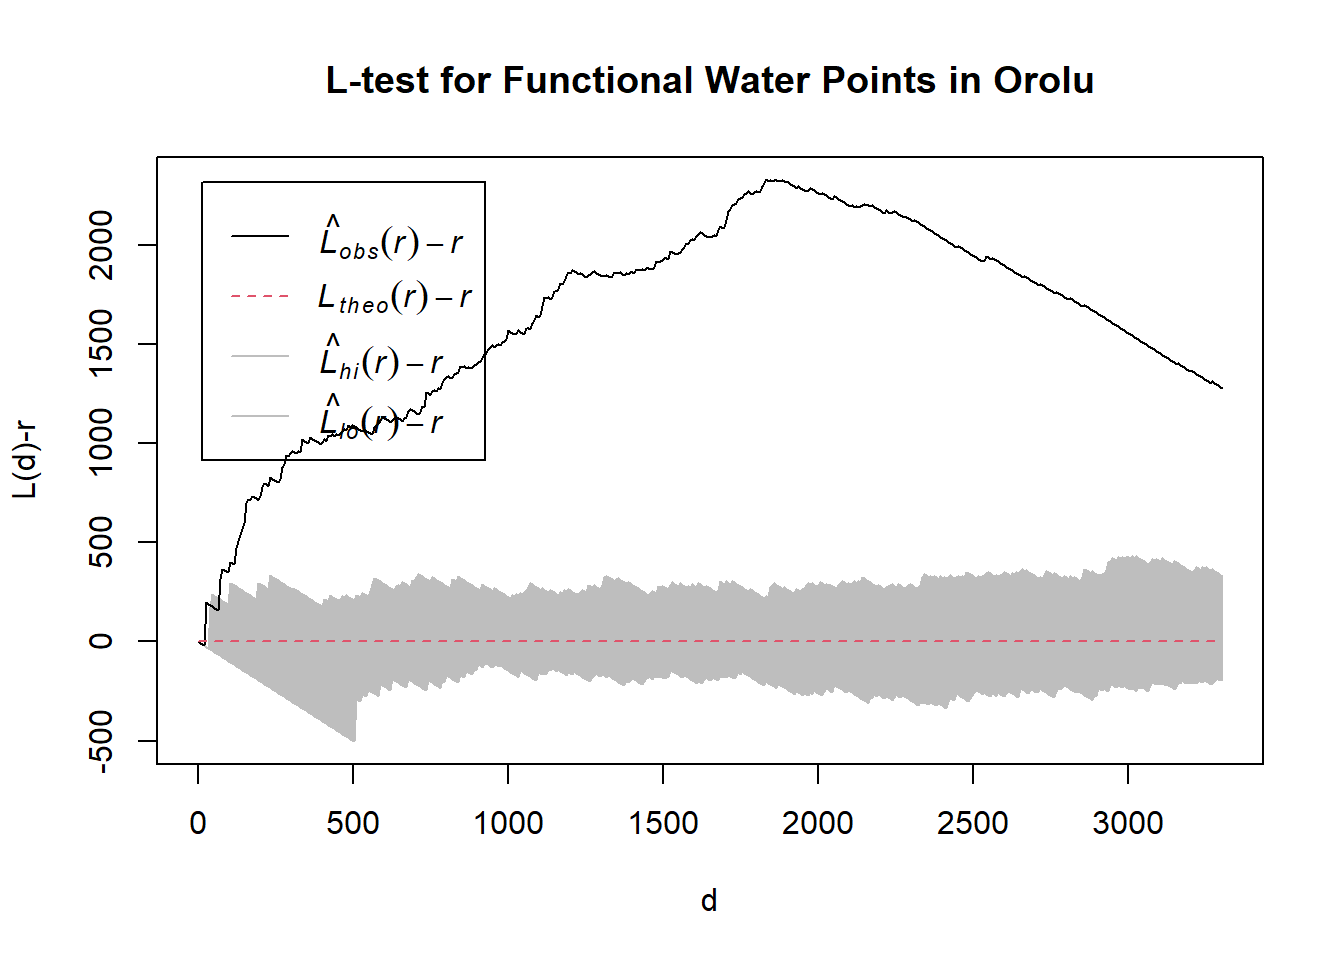 L-test for Functional Water Points in Orolu
L̂obs(r) – r
Ltheo(r) – r
L̂hi(r) – r
L̂lo(r) – r
L(d)-r
2000
1500
1000
500
0
-500
0 500 1000 1500 2000 2500 3000
d